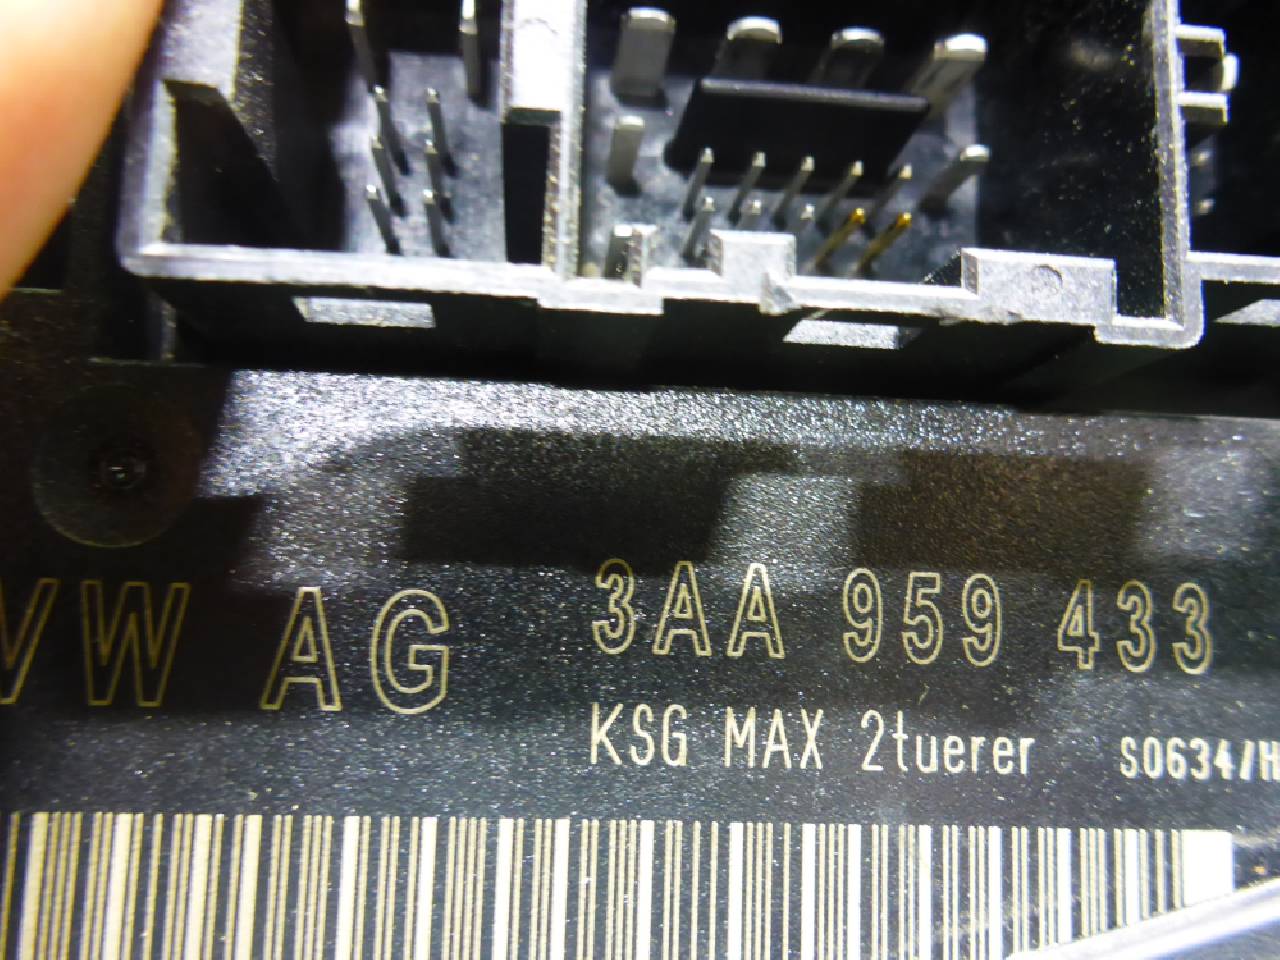 VW AG 3AA 959 433
KSG MAX 2tuerer S0634/H